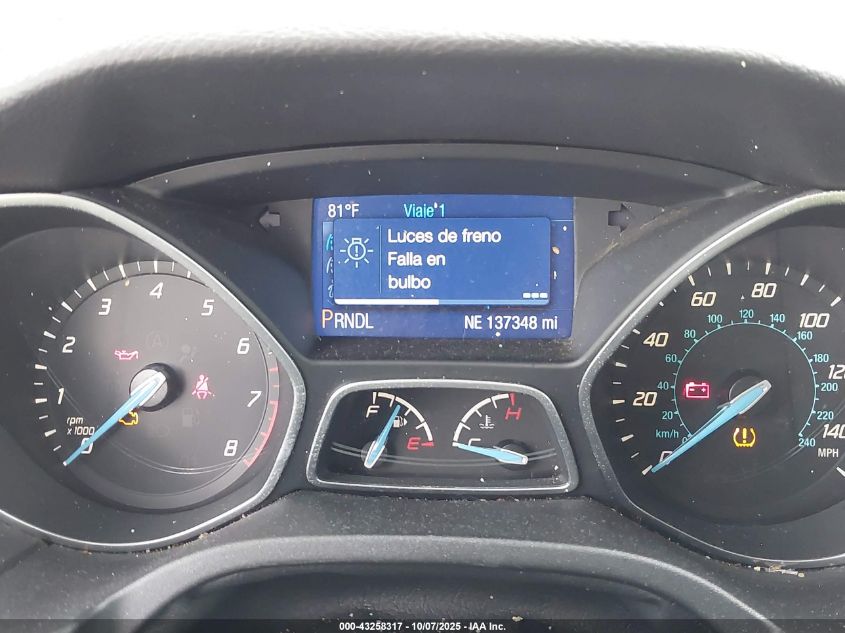 81°F Viaje 1
Luces de freno
Falla en
bulbo
PRNDL NE 137348 mi
0 1 2 3 4 5 6 7 8
rpm
x 1000
F E
C H
0 20 40 60 80 100 120 140
MPH
20 40 60 80 100 120 140 160 180 200 220 240
km/h
000-43258317 - 10/07/2025 - IAA Inc.